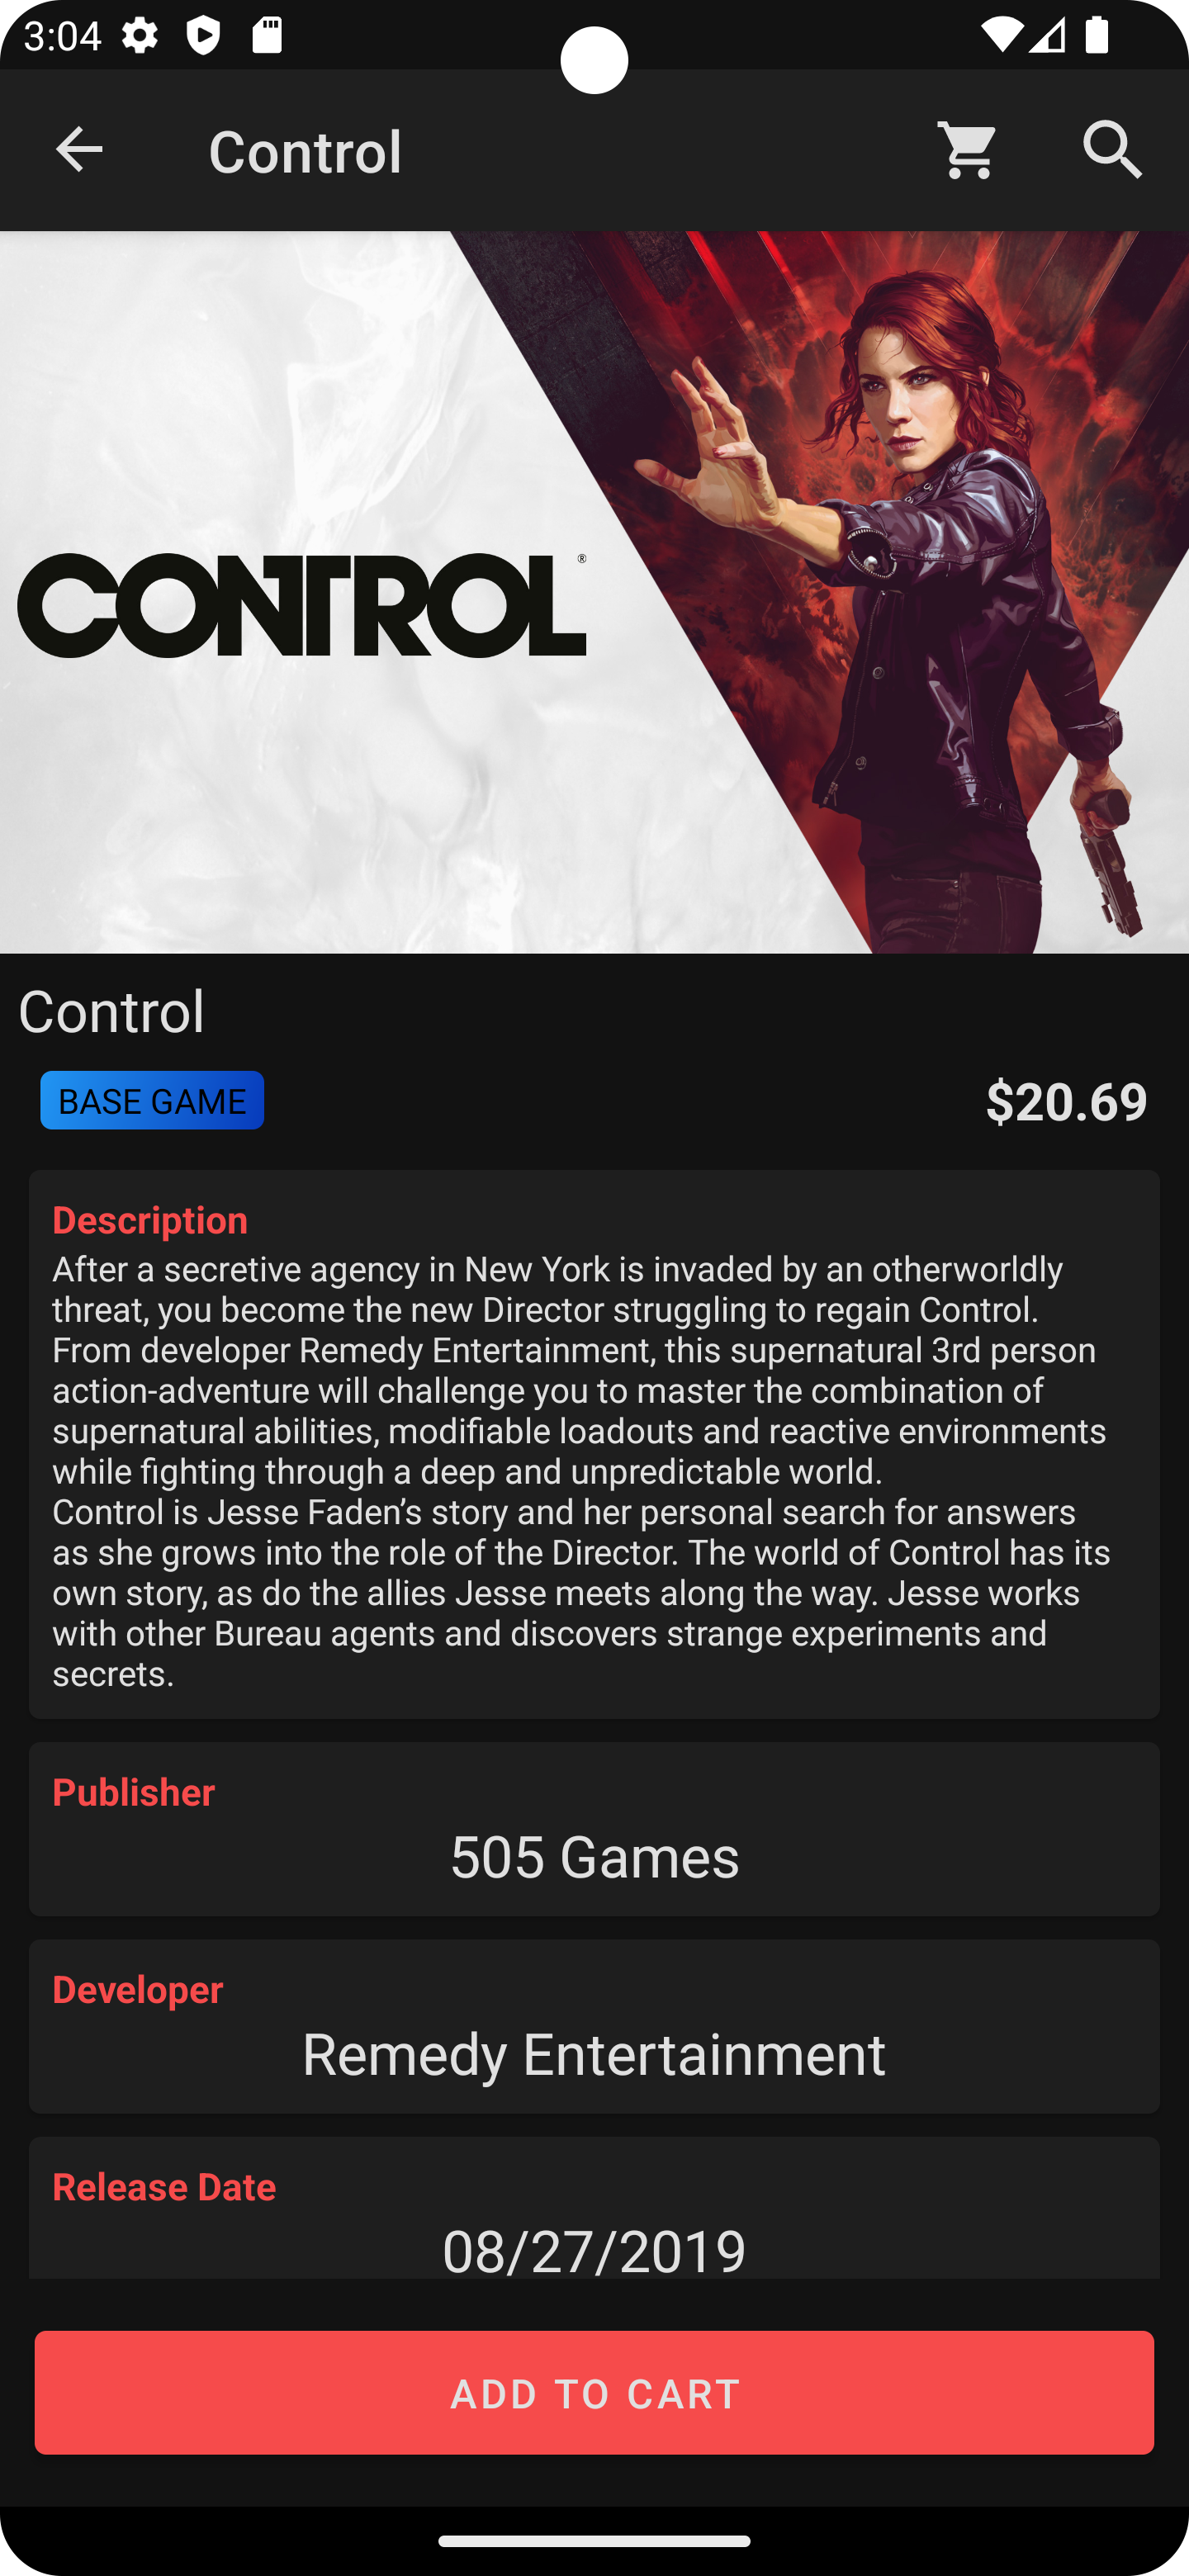 3:04
Control
CONTROL®
Control
BASE GAME
$20.69
Description
After a secretive agency in New York is invaded by an otherworldly
threat, you become the new Director struggling to regain Control.
From developer Remedy Entertainment, this supernatural 3rd person
action-adventure will challenge you to master the combination of
supernatural abilities, modifiable loadouts and reactive environments
while fighting through a deep and unpredictable world.
Control is Jesse Faden’s story and her personal search for answers
as she grows into the role of the Director. The world of Control has its
own story, as do the allies Jesse meets along the way. Jesse works
with other Bureau agents and discovers strange experiments and
secrets.
Publisher
505 Games
Developer
Remedy Entertainment
Release Date
08/27/2019
ADD TO CART